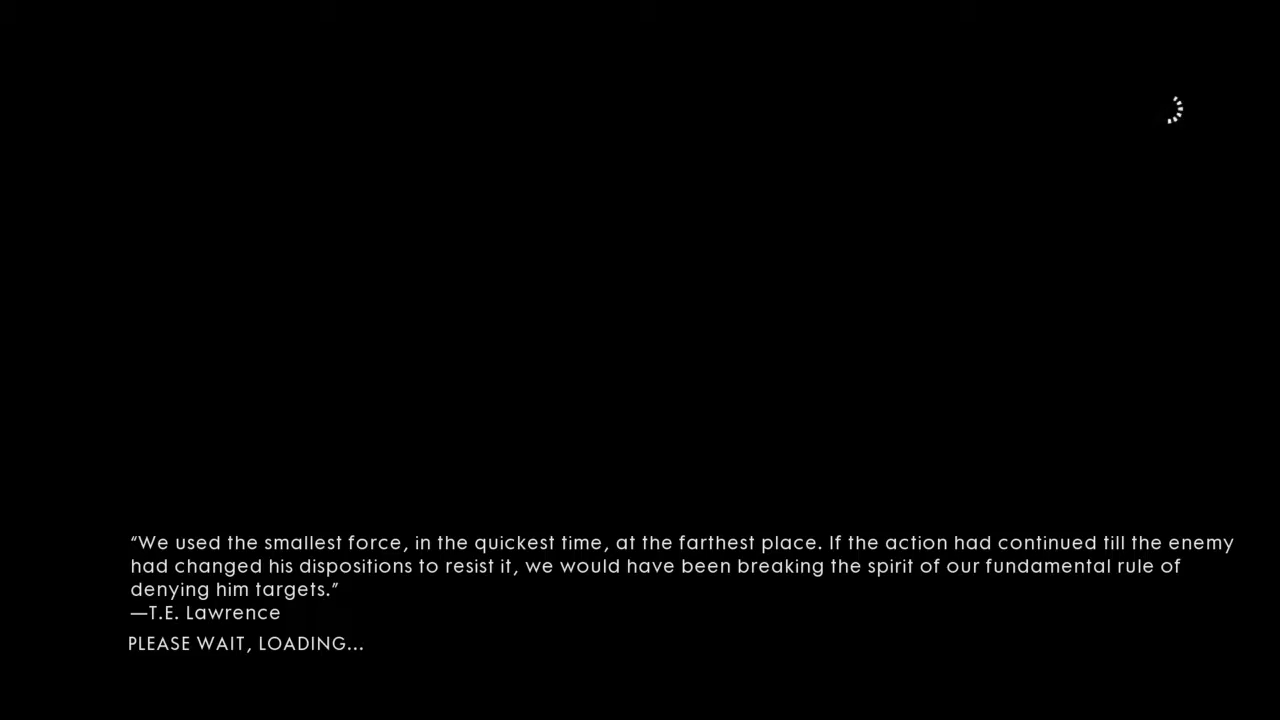 “We used the smallest force, in the quickest time, at the farthest place. If the action had continued till the enemy
had changed his dispositions to resist it, we would have been breaking the spirit of our fundamental rule of
denying him targets.”
—T.E. Lawrence
PLEASE WAIT, LOADING...